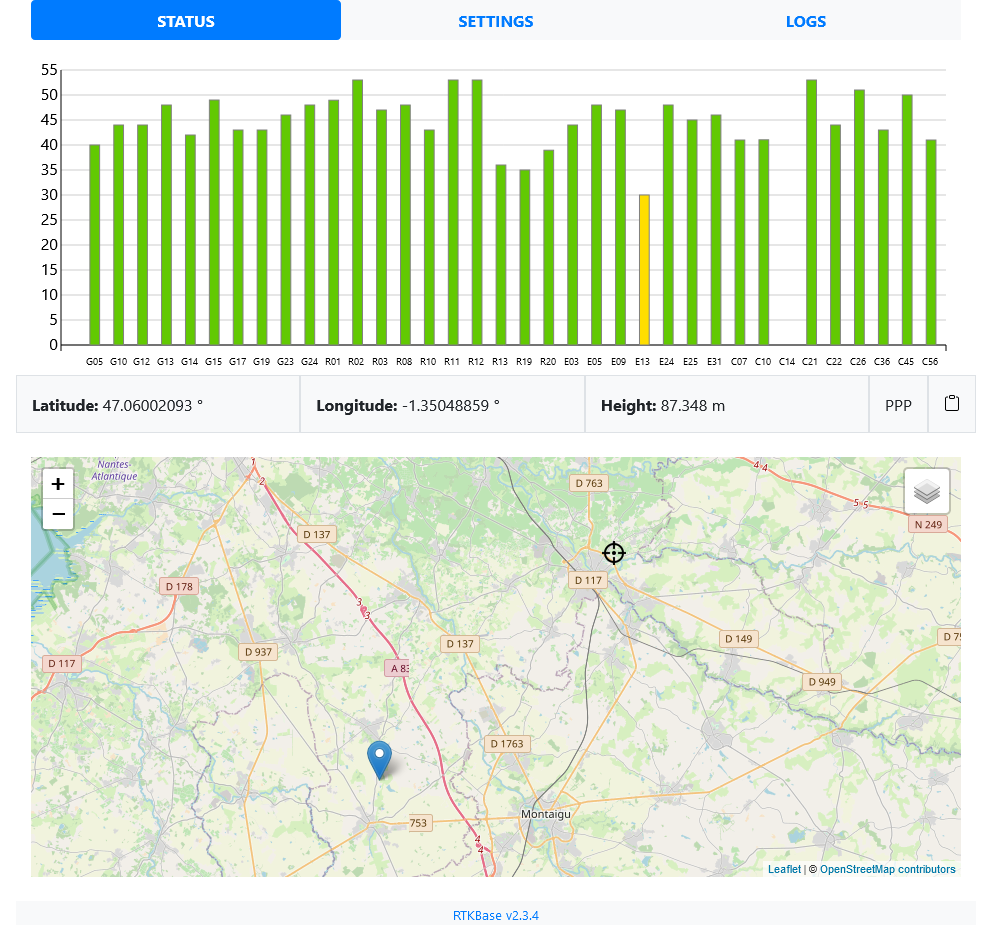 STATUS SETTINGS LOGS
55
50
45
40
35
30
25
20
15
10
5
0
G05 G10 G12 G13 G14 G15 G17 G19 G23 G24 R01 R02 R03 R08 R10 R11 R12 R13 R19 R20 E03 E05 E09 E13 E24 E25 E31 C07 C10 C14 C21 C22 C26 C36 C45 C56
Latitude: 47.06002093 ° Longitude: -1.35048859 ° Height: 87.348 m PPP
Nantes-
Atlantique
1
2
4 4
D 763
5 5
+
−
N 249
D 137
D 117
D 178
3
3
D 149
D 75
D 137
D 937
D 117
A 83
D 949
D 1763
Montaigu
753
4
4
Leaflet | © OpenStreetMap contributors
RTKBase v2.3.4